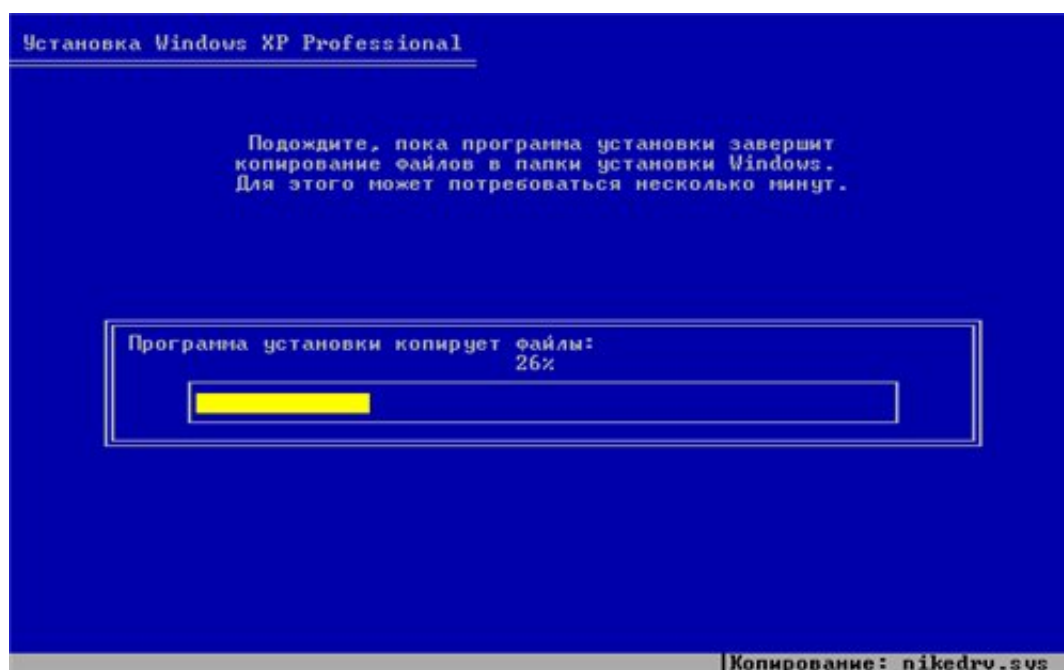 Установка Windows XP Professional
Подождите, пока программа установки завершит
копирование файлов в папки установки Windows.
Для этого может потребоваться несколько минут.
Программа установки копирует файлы:
26%
Копирование: nikedrv.sys